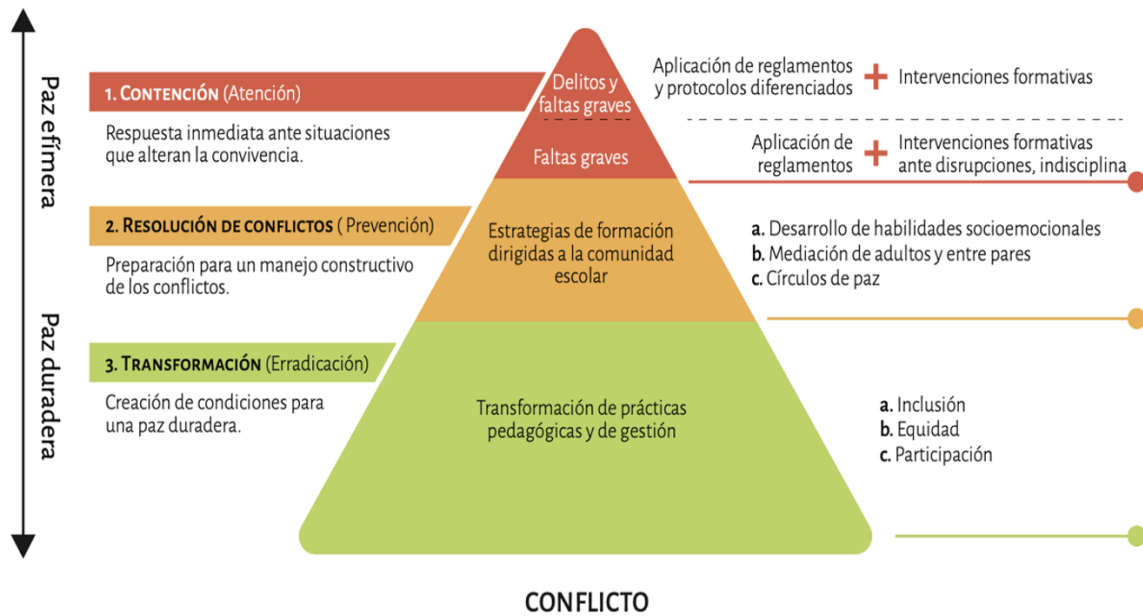 Paz efímera
Paz duradera
1. CONTENCIÓN (Atención)
Respuesta inmediata ante situaciones
que alteran la convivencia.
Delitos y
faltas graves
Faltas graves
Aplicación de reglamentos
y protocolos diferenciados
+
Intervenciones formativas
Aplicación de
reglamentos
+
Intervenciones formativas
ante disrupciones, indisciplina
2. RESOLUCIÓN DE CONFLICTOS ( Prevención)
Preparación para un manejo constructivo
de los conflictos.
Estrategias de formación
dirigidas a la comunidad
escolar
a. Desarrollo de habilidades socioemocionales
b. Mediación de adultos y entre pares
c. Círculos de paz
3. TRANSFORMACIÓN (Erradicación)
Creación de condiciones para
una paz duradera.
Transformación de prácticas
pedagógicas y de gestión
a. Inclusión
b. Equidad
c. Participación
CONFLICTO